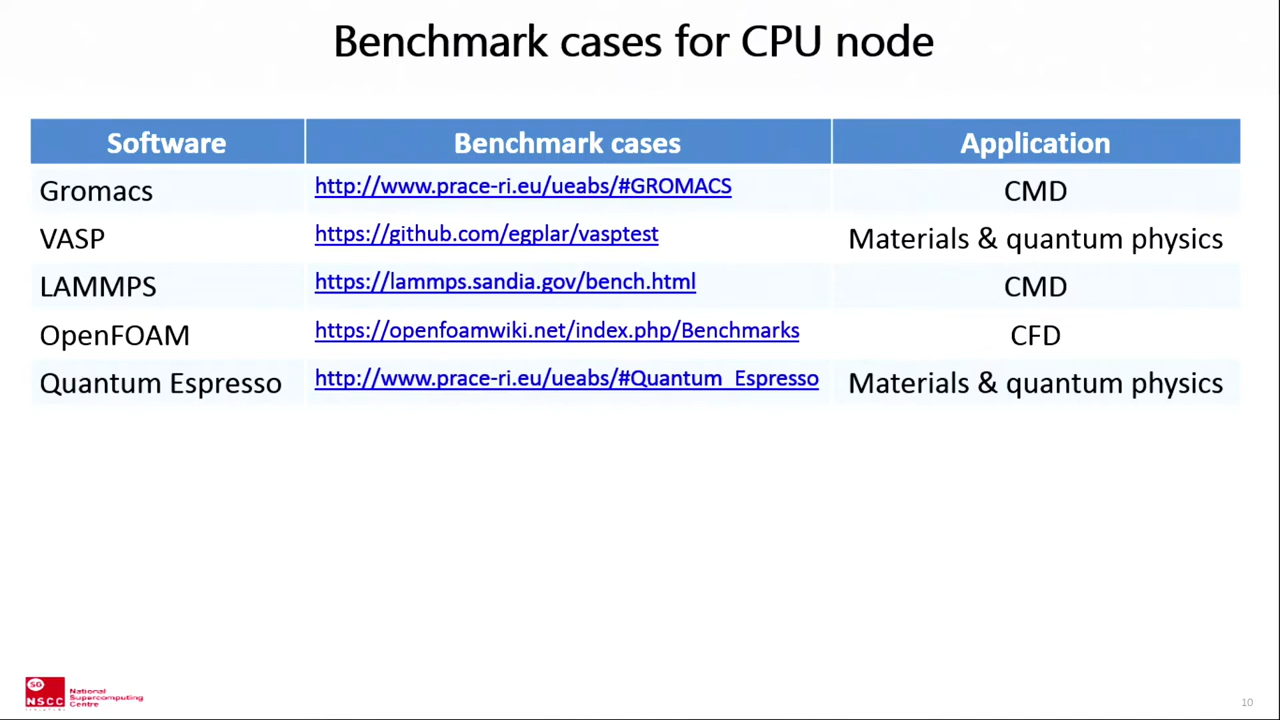 Benchmark cases for CPU node
Software Benchmark cases Application
Gromacs http://www.prace-ri.eu/ueabs/#GROMACS CMD
VASP https://github.com/egplar/vasptest Materials & quantum physics
LAMMPS https://lammps.sandia.gov/bench.html CMD
OpenFOAM https://openfoamwiki.net/index.php/Benchmarks CFD
Quantum Espresso http://www.prace-ri.eu/ueabs/#Quantum_Espresso Materials & quantum physics
SG
NSCC
National
Supercomputing
Centre
10